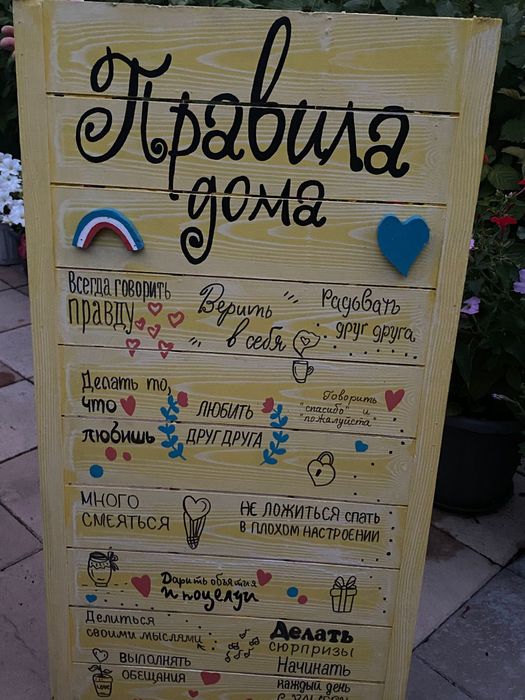 Правила
дома
Всегда говорить
правду
Верить
в себя
Радовать
друг друга
Делать то,
что
любишь
ЛЮБИТЬ
ДРУГ ДРУГА
Говорить
"спасибо" и
"пожалуйста"
МНОГО
СМЕЯТЬСЯ
НЕ ЛОЖИТЬСЯ СПАТЬ
В ПЛОХОМ НАСТРОЕНИИ
Дарить объятия
и поцелуи
Делиться
своими мыслями
Делать
сюрпризы
ВЫПОЛНЯТЬ
ОБЕЩАНИЯ
Начинать
каждый день